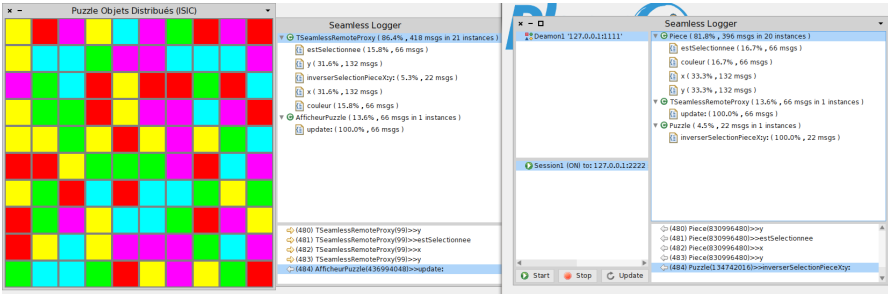 Puzzle Objets Distribués (ISIC)
Seamless Logger
TSeamlessRemoteProxy ( 86,4% , 418 msgs in 21 instances )
estSelectionnee ( 15,8% , 66 msgs )
y ( 31,6% , 132 msgs )
inverserSelectionPieceX:y: ( 5,3% , 22 msgs )
x ( 31,6% , 132 msgs )
couleur ( 15,8% , 66 msgs )
AfficheurPuzzle ( 13,6% , 66 msgs in 1 instances )
update: ( 100,0% , 66 msgs )
(480) TSeamlessRemoteProxy(99)>>y
(481) TSeamlessRemoteProxy(99)>>estSelectionnee
(482) TSeamlessRemoteProxy(99)>>x
(483) TSeamlessRemoteProxy(99)>>y
(484) AfficheurPuzzle(436994048)>>update:
Seamless Logger
Deamon1 '127.0.0.1:1111'
Session1 (ON) to: 127.0.0.1:2222
Start
Stop
Update
Piece ( 81,8% , 396 msgs in 20 instances )
estSelectionnee ( 16,7% , 66 msgs )
couleur ( 16,7% , 66 msgs )
x ( 33,3% , 132 msgs )
y ( 33,3% , 132 msgs )
TSeamlessRemoteProxy ( 13,6% , 66 msgs in 1 instances )
update: ( 100,0% , 66 msgs )
Puzzle ( 4,5% , 22 msgs in 1 instances )
inverserSelectionPieceX:y: ( 100,0% , 22 msgs )
(480) Piece(830996480)>>y
(481) Piece(830996480)>>estSelectionnee
(482) Piece(830996480)>>x
(483) Piece(830996480)>>y
(484) Puzzle(134742016)>>inverserSelectionPieceX:y: